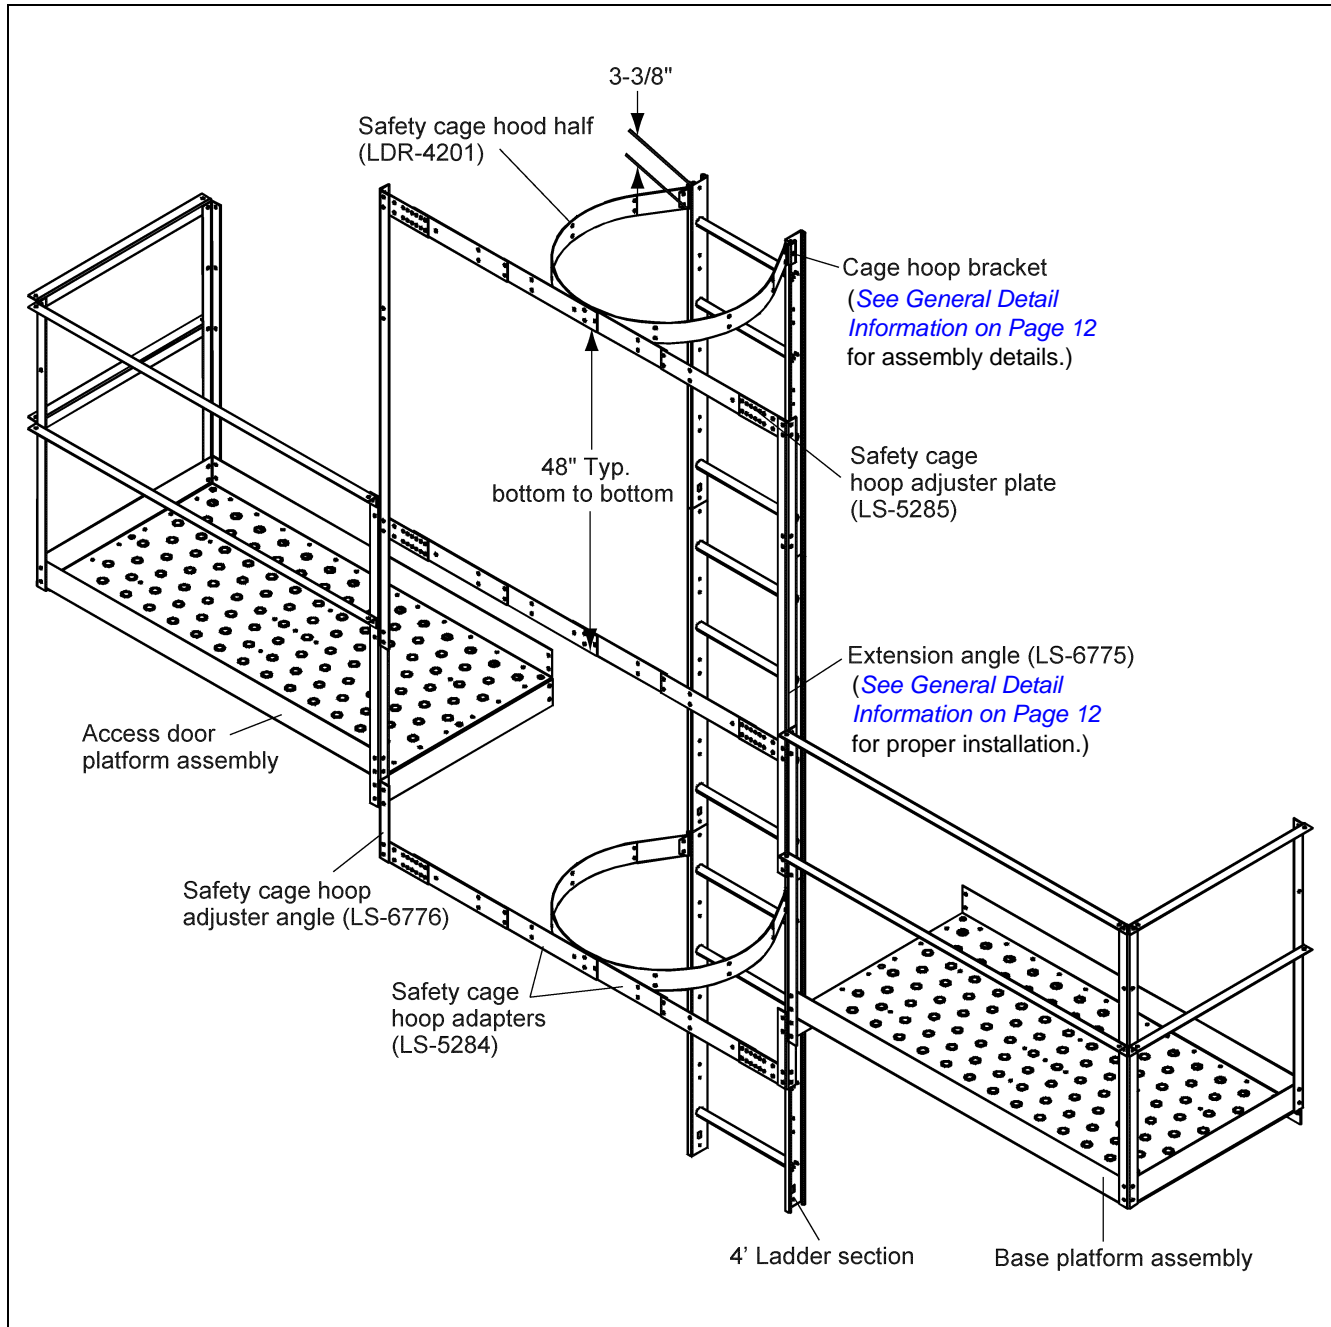 3-3/8"
Safety cage hood half
(LDR-4201)
Cage hoop bracket
(See General Detail
Information on Page 12
for assembly details.)
48" Typ.
bottom to bottom
Safety cage
hoop adjuster plate
(LS-5285)
Extension angle (LS-6775)
(See General Detail
Information on Page 12
for proper installation.)
Access door
platform assembly
Safety cage hoop
adjuster angle (LS-6776)
Safety cage
hoop adapters
(LS-5284)
4’ Ladder section
Base platform assembly